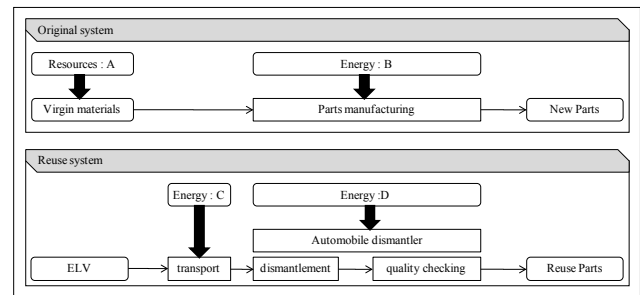 Original system
Resources : A
Energy : B
Virgin materials
Parts manufacturing
New Parts
Reuse system
Energy : C
Energy :D
Automobile dismantler
ELV
transport
dismantlement
quality checking
Reuse Parts